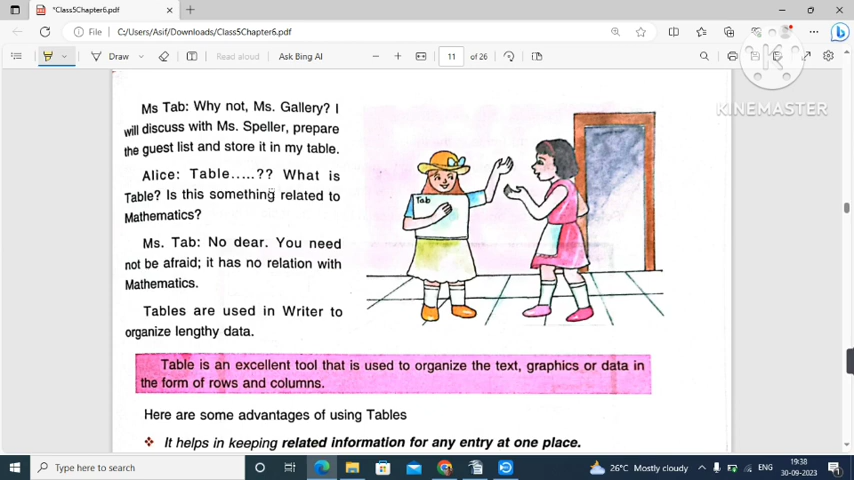 *Class5Chapter6.pdf
File
C:/Users/Asif/Downloads/Class5Chapter6.pdf
Draw
Ask Bing AI
11 of 26
KINEMASTER
Ms Tab: Why not, Ms. Gallery? I
will discuss with Ms. Speller, prepare
the guest list and store it in my table.
Alice: Table.....?? What is
Table? Is this something related to
Mathematics?
Ms. Tab: No dear. You need
not be afraid; it has no relation with
Mathematics.
Tables are used in Writer to
organize lengthy data.
Tab
Table is an excellent tool that is used to organize the text, graphics or data in
the form of rows and columns.
Here are some advantages of using Tables
It helps in keeping related information for any entry at one place.
Type here to search
26°C Mostly cloudy
ENG
19:38
30-09-2023